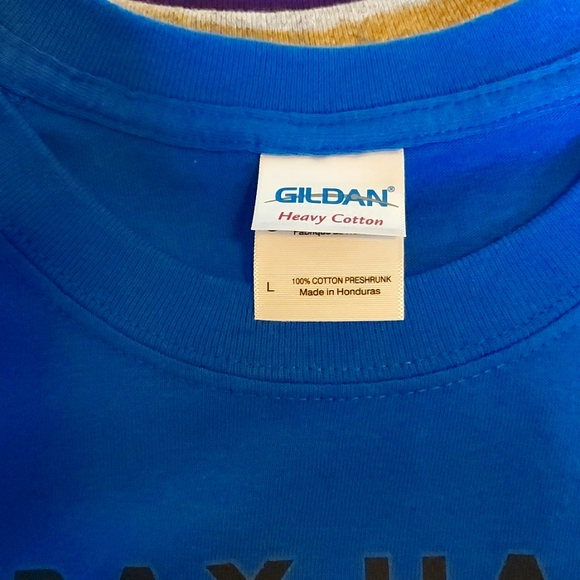 GILDAN®
Heavy Cotton
L
100% COTTON PRESHRUNK
Made in Honduras